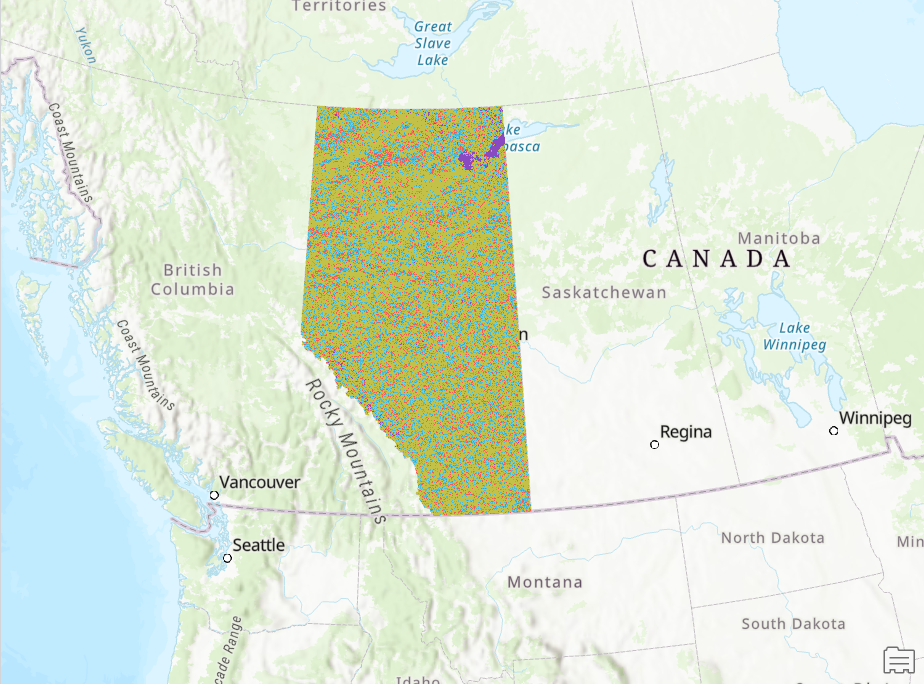 Territories
Great
Slave
Lake
Yukon
Coast Mountains
ke
basca
Manitoba
CANADA
British
Columbia
Saskatchewan
Lake
Winnipeg
n
Coast Mountains
Rocky Mountains
Winnipeg
Regina
Vancouver
Seattle
North Dakota
Min
Montana
South Dakota
cade Range
Idaho